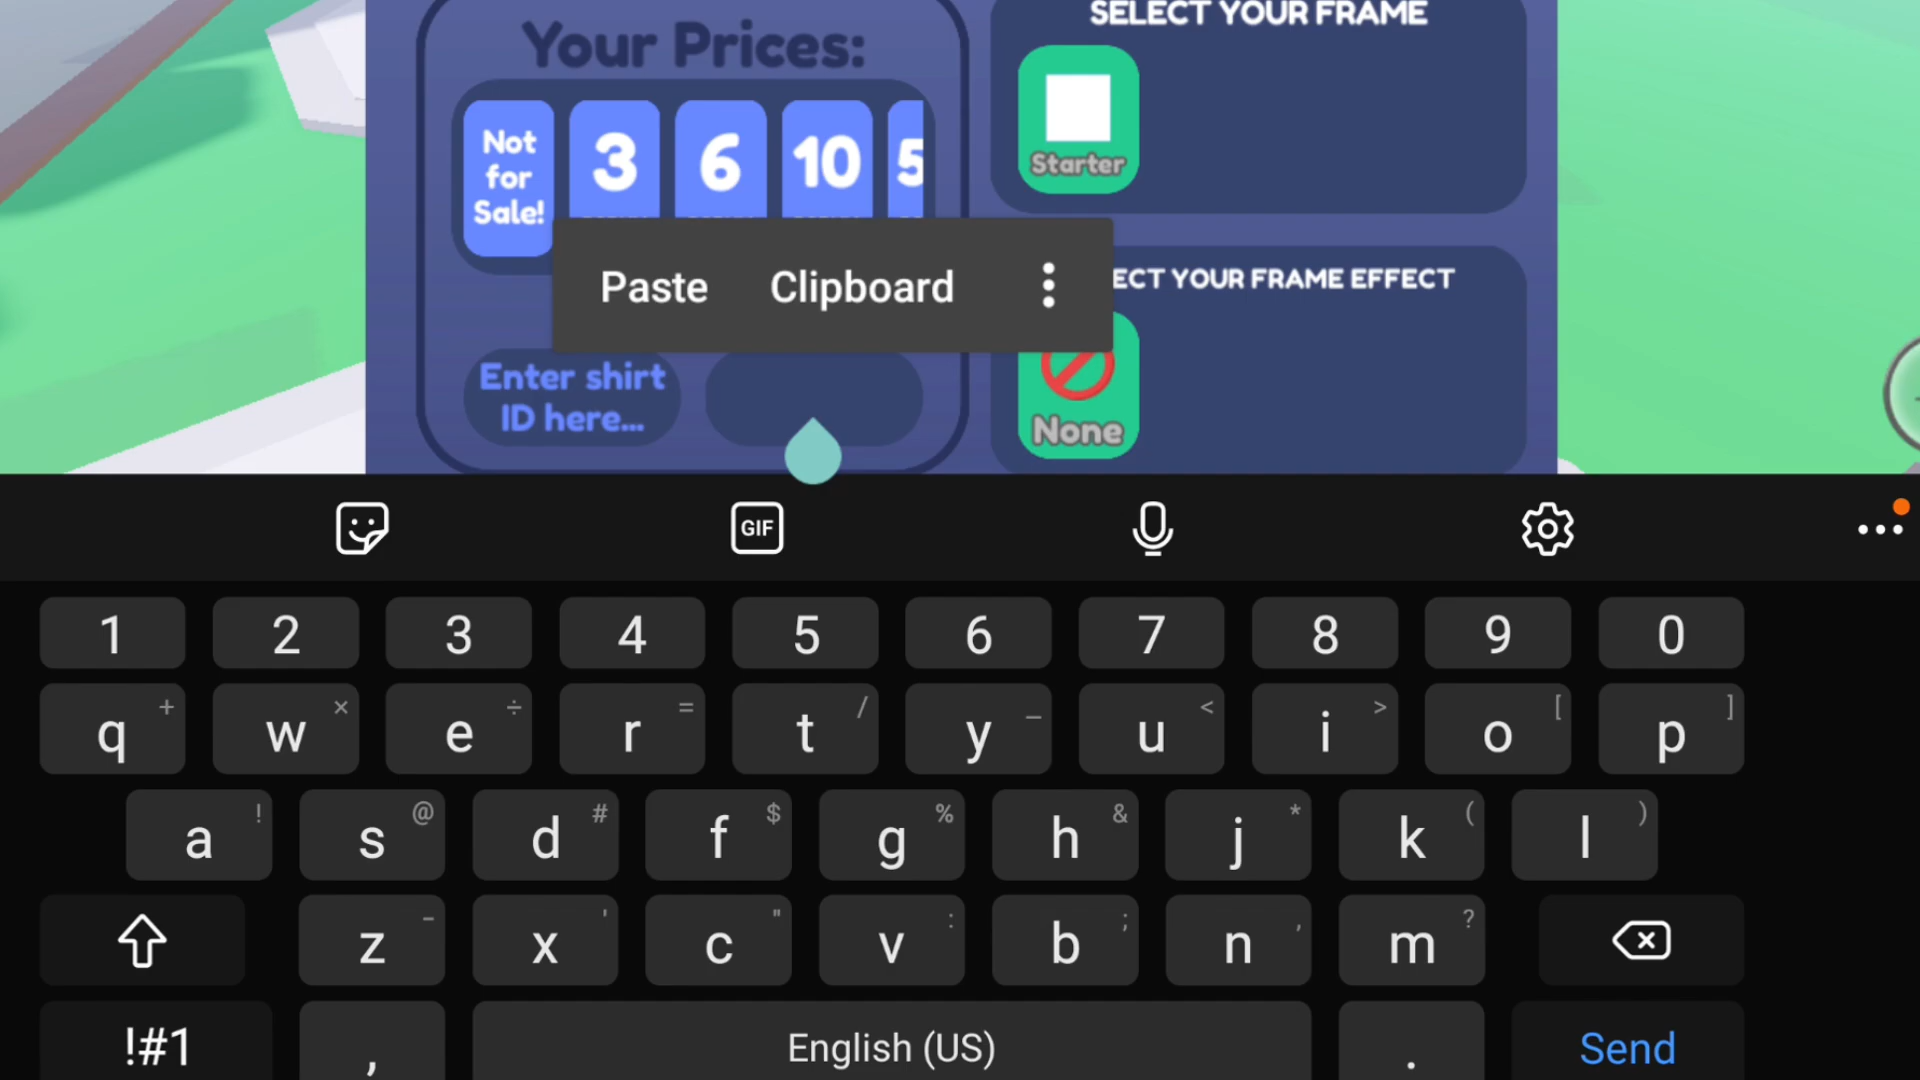 Your Prices:
Not
for
Sale!
3
6
10
5
SELECT YOUR FRAME
Starter
Paste
Clipboard
ECT YOUR FRAME EFFECT
None
Enter shirt
ID here...
GIF
1 2 3 4 5 6 7 8 9 0
q + w × e ÷ r = t / y _ u < i > o [ p ]
a ! s @ d # f $ g % h & j * k ( l )
z - x ' c " v : b ; n , m ?
!#1 , English (US) . Send